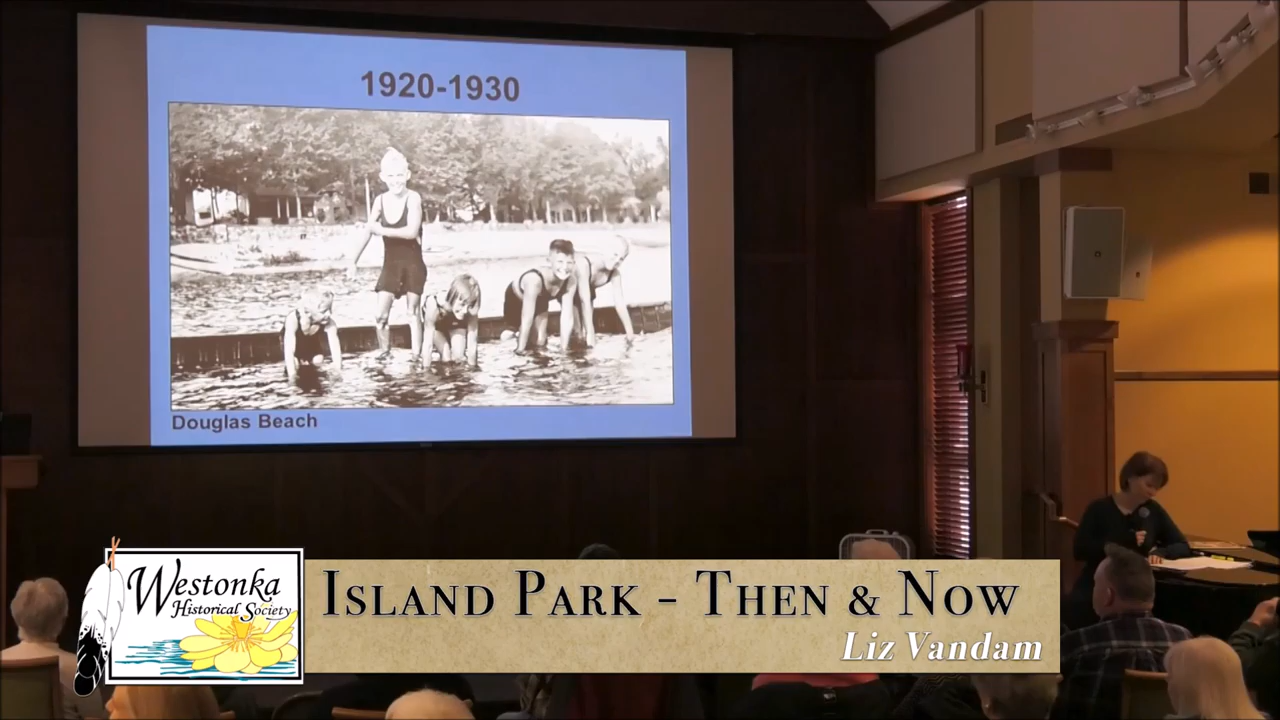 1920-1930
Douglas Beach
Westonka
Historical Society
Island Park - Then & Now
Liz Vandam